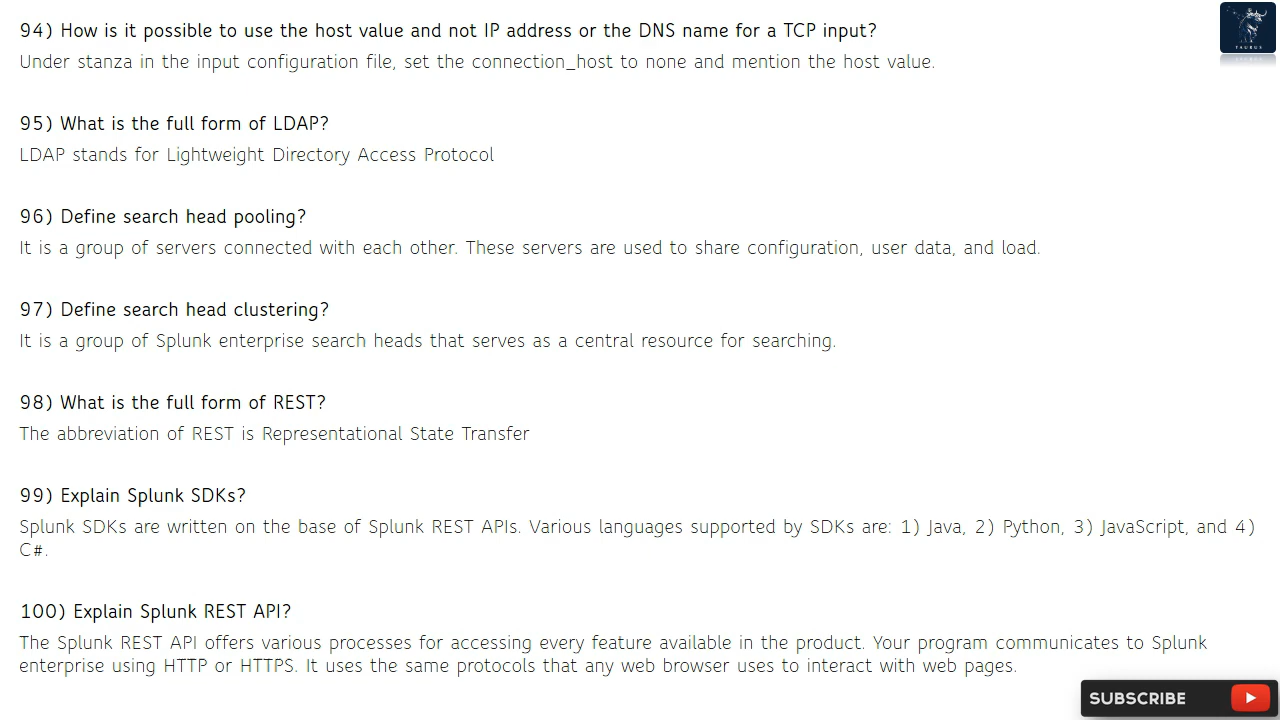 94) How is it possible to use the host value and not IP address or the DNS name for a TCP input?
Under stanza in the input configuration file, set the connection_host to none and mention the host value.
95) What is the full form of LDAP?
LDAP stands for Lightweight Directory Access Protocol
96) Define search head pooling?
It is a group of servers connected with each other. These servers are used to share configuration, user data, and load.
97) Define search head clustering?
It is a group of Splunk enterprise search heads that serves as a central resource for searching.
98) What is the full form of REST?
The abbreviation of REST is Representational State Transfer
99) Explain Splunk SDKs?
Splunk SDKs are written on the base of Splunk REST APIs. Various languages supported by SDKs are: 1) Java, 2) Python, 3) JavaScript, and 4)
C#.
100) Explain Splunk REST API?
The Splunk REST API offers various processes for accessing every feature available in the product. Your program communicates to Splunk
enterprise using HTTP or HTTPS. It uses the same protocols that any web browser uses to interact with web pages.
TAURUS
SUBSCRIBE